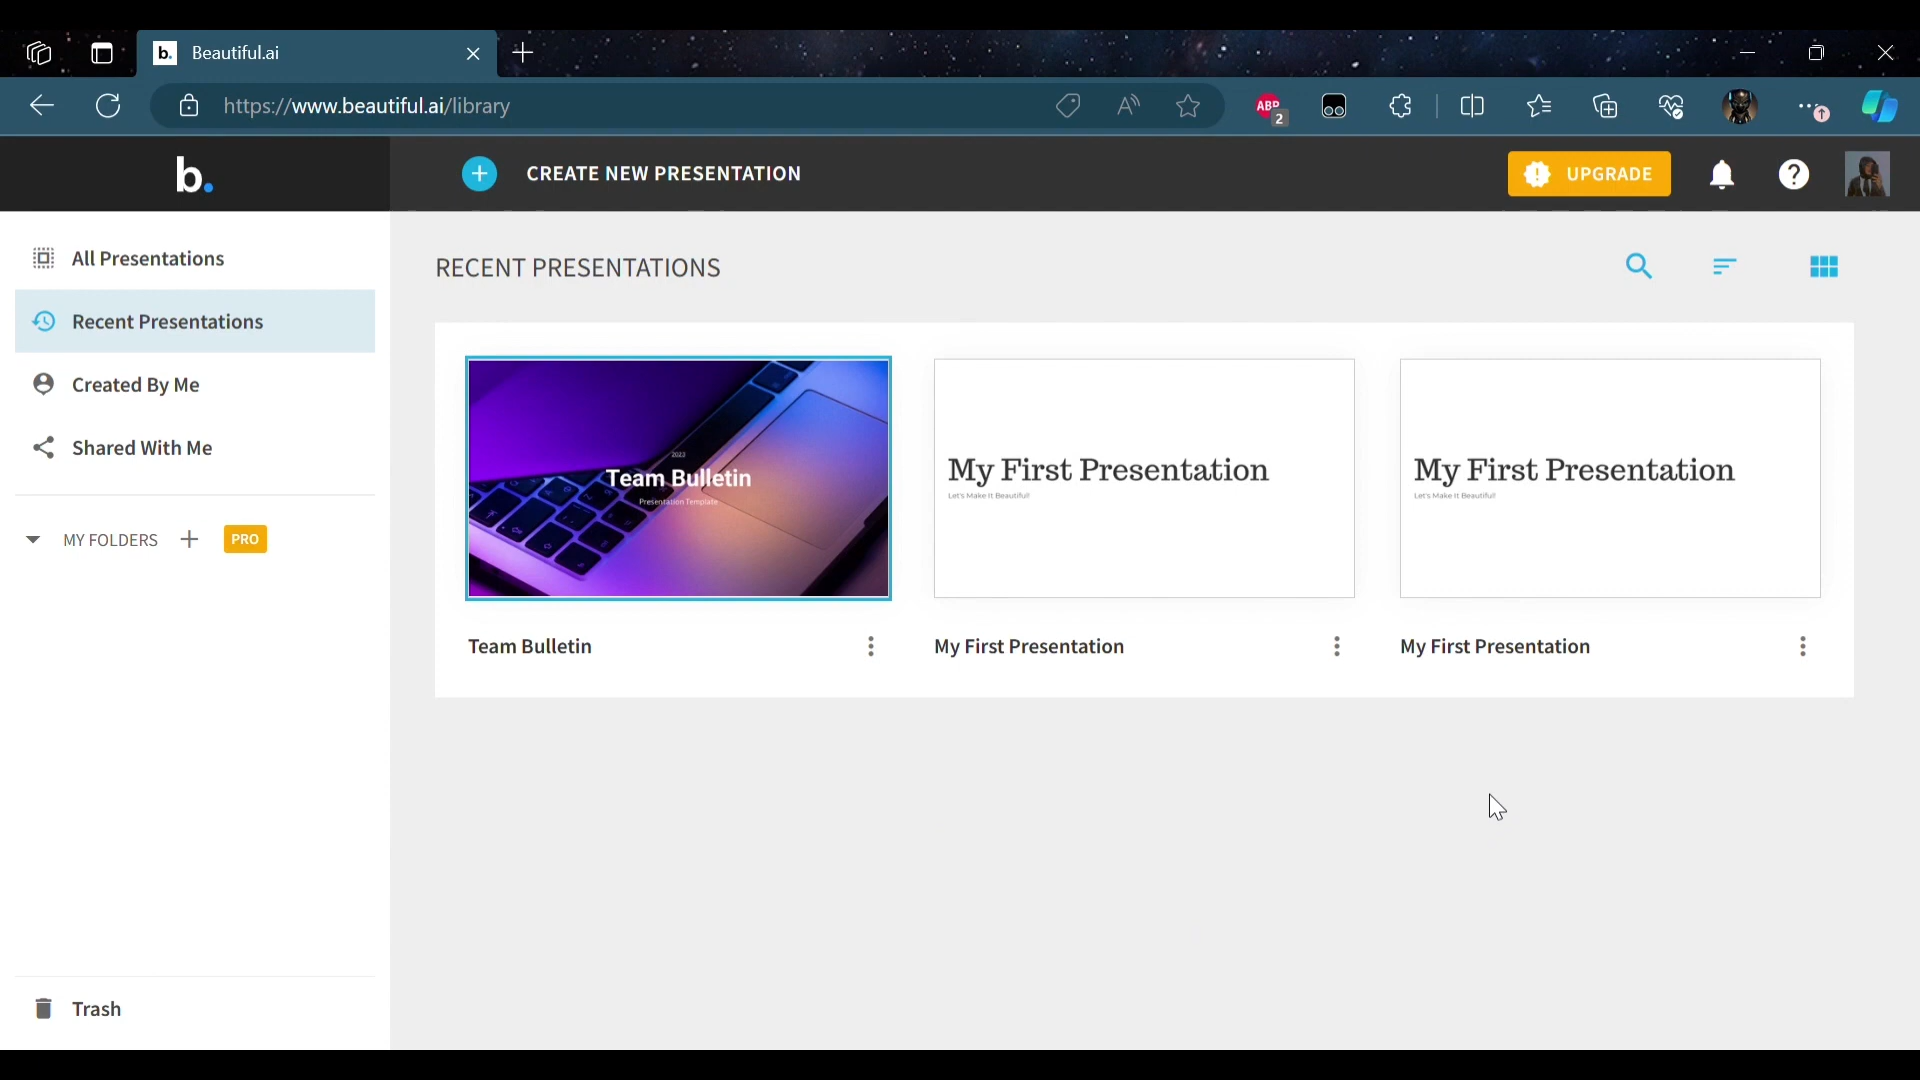 b. Beautiful.ai
https://www.beautiful.ai/library
ABP
2
b.
CREATE NEW PRESENTATION
UPGRADE
All Presentations
Recent Presentations
Created By Me
Shared With Me
MY FOLDERS
PRO
Trash
RECENT PRESENTATIONS
2023
Team Bulletin
Presentation Template
Team Bulletin
My First Presentation
Let's Make It Beautiful!
My First Presentation
My First Presentation
Let's Make It Beautiful!
My First Presentation